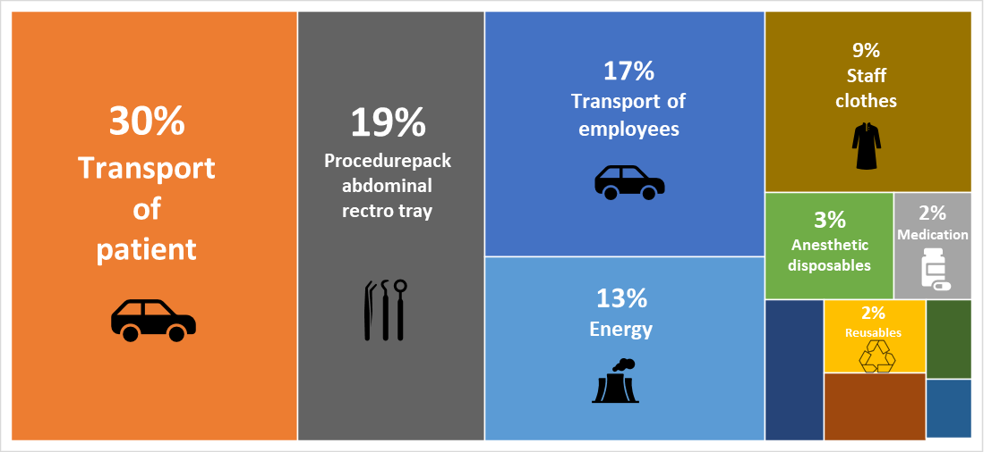 30%
Transport
of
patient
19%
Procedurepack
abdominal
rectro tray
17%
Transport of
employees
13%
Energy
9%
Staff
clothes
3%
Anesthetic
disposables
2%
Medication
2%
Reusables